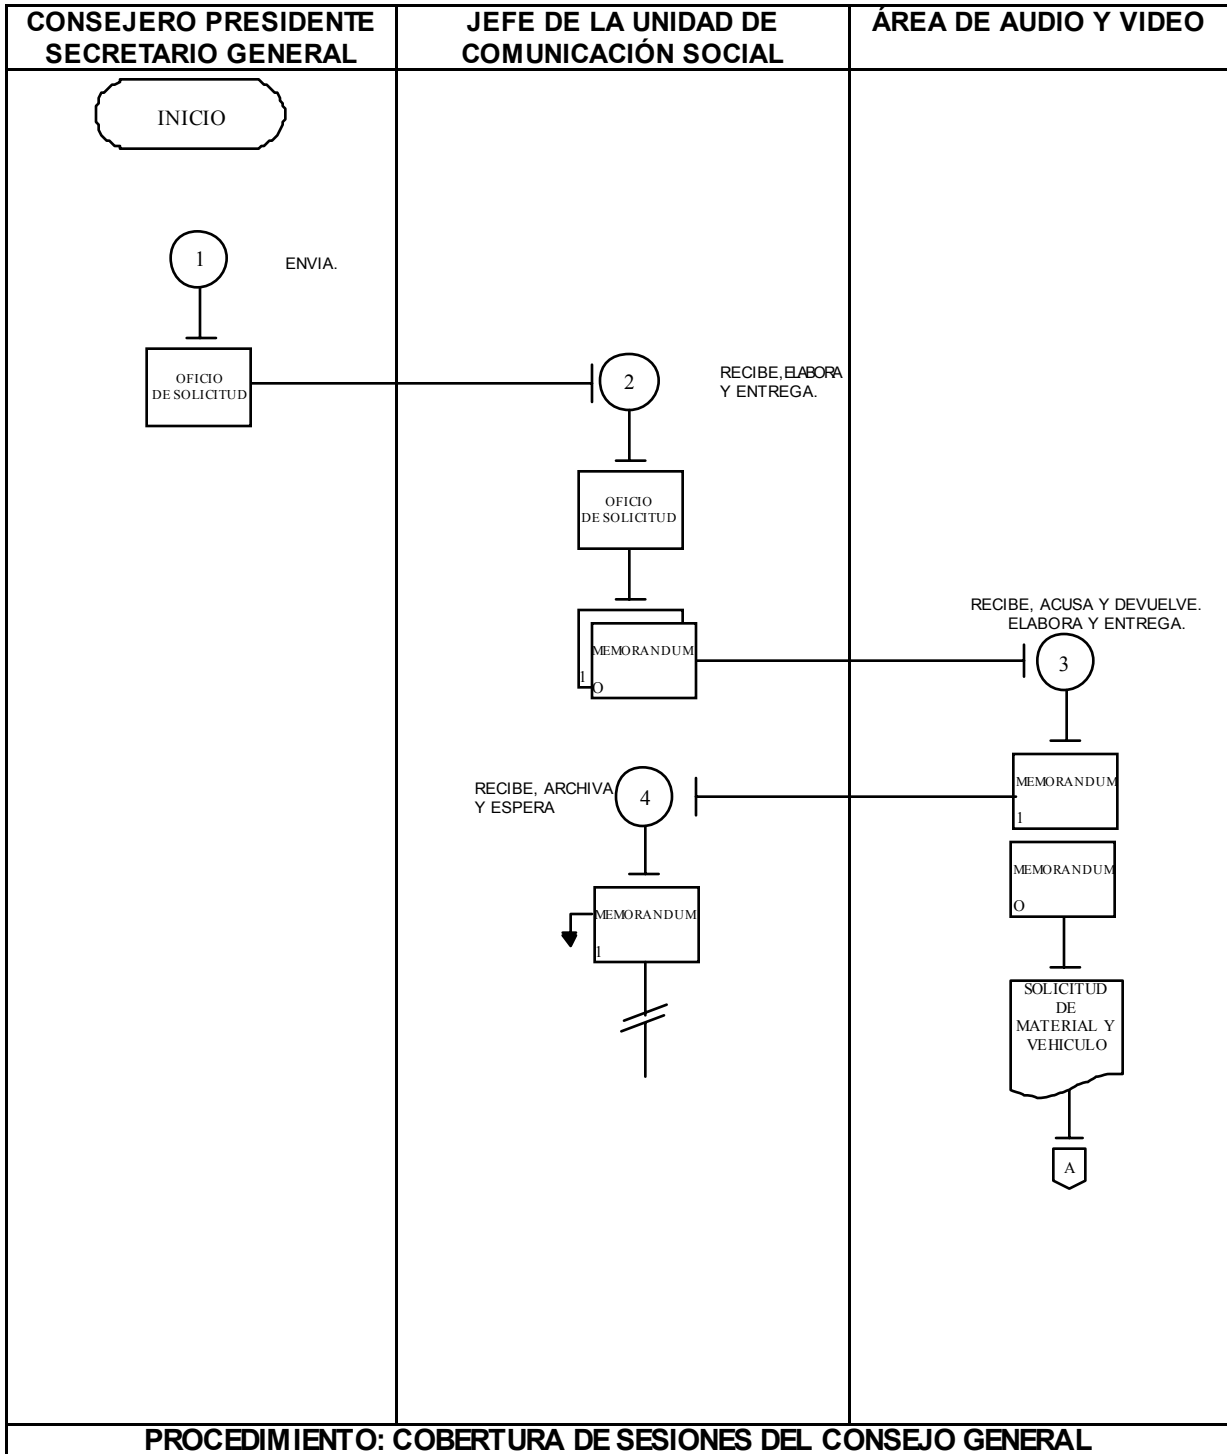 CONSEJERO PRESIDENTE
SECRETARIO GENERAL
JEFE DE LA UNIDAD DE
COMUNICACIÓN SOCIAL
ÁREA DE AUDIO Y VIDEO
INICIO
1
ENVIA.
OFICIO
DE SOLICITUD
2
RECIBE, ELABORA
Y ENTREGA.
OFICIO
DE SOLICITUD
MEMORANDUM
1
O
RECIBE, ACUSA Y DEVUELVE.
ELABORA Y ENTREGA.
3
MEMORANDUM
1
RECIBE, ARCHIVA
Y ESPERA
4
MEMORANDUM
1
MEMORANDUM
O
SOLICITUD
DE
MATERIAL Y
VEHICULO
A
PROCEDIMIENTO: COBERTURA DE SESIONES DEL CONSEJO GENERAL